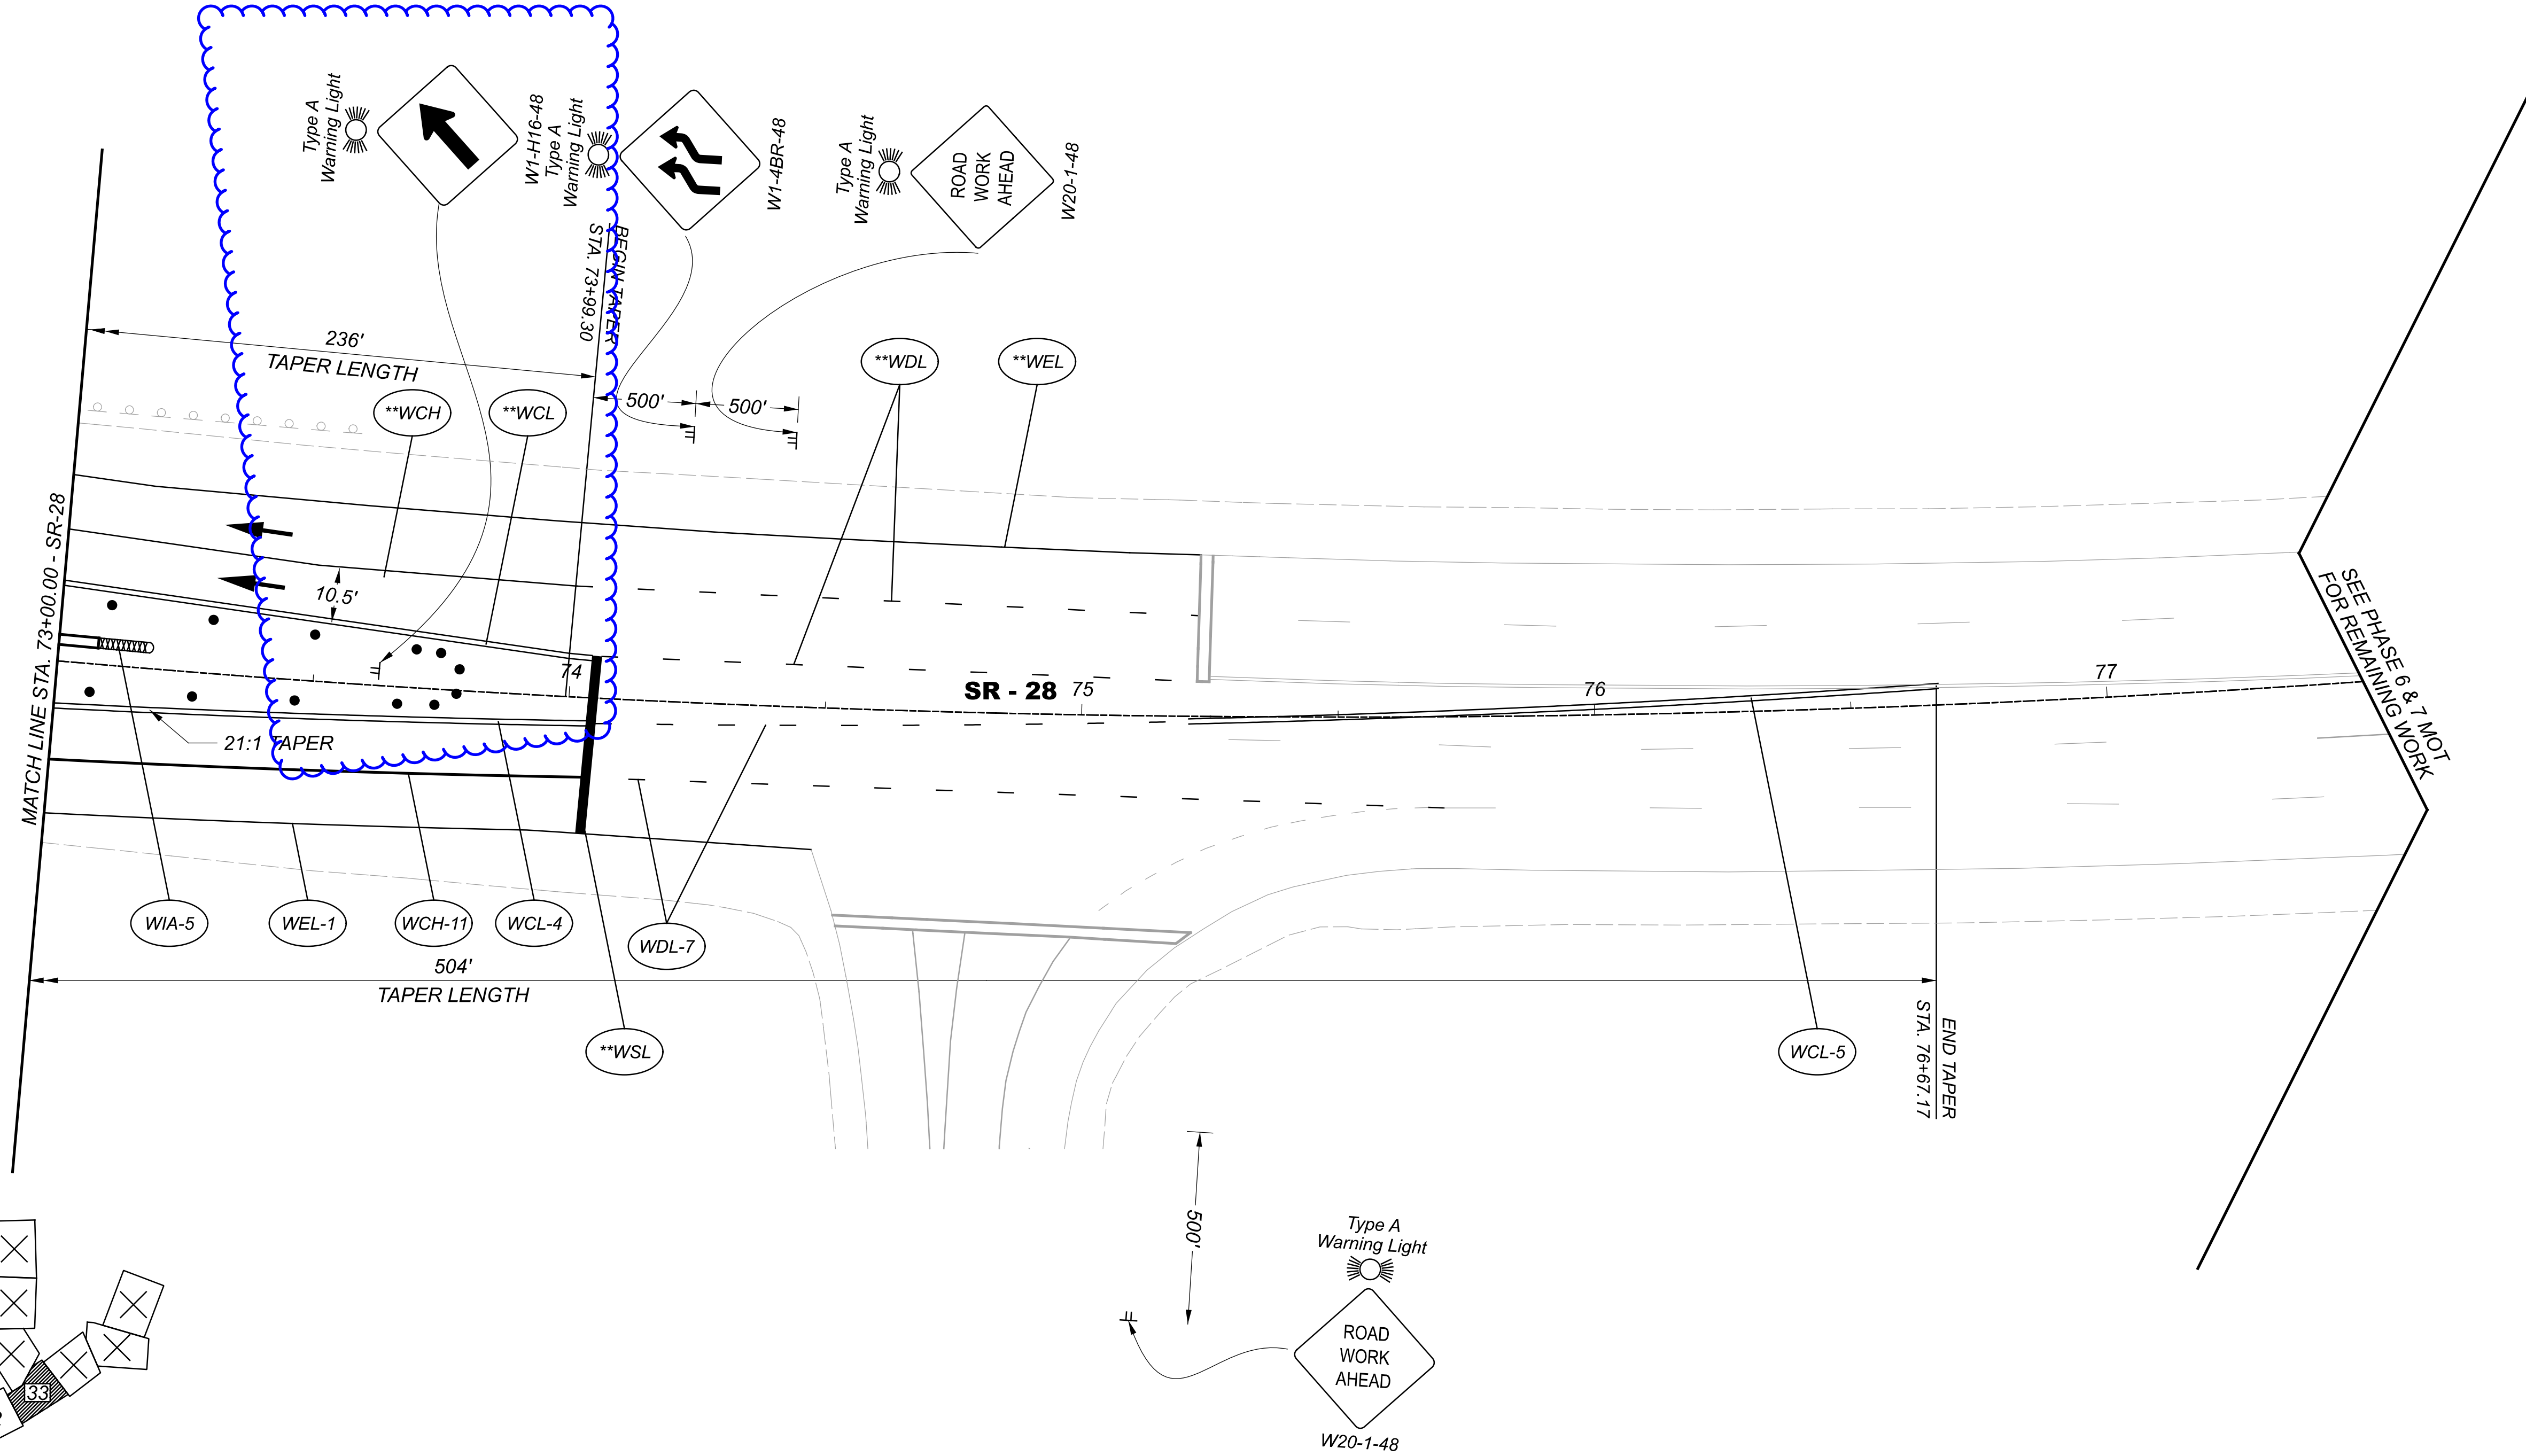 Type A
Warning Light
W1-H16-48
Type A
Warning Light
W1-4BR-48
Type A
Warning Light
ROAD
WORK
AHEAD
W20-1-48
BEGIN TAPER
STA. 73+99.30
236'
TAPER LENGTH
500'
500'
**WCH
**WCL
**WDL
**WEL
MATCH LINE STA. 73+00.00 - SR-28
10.5'
74
SR - 28
75
76
77
21:1 TAPER
SEE PHASE 6 & 7 MOT
FOR REMAINING WORK
WIA-5
WEL-1
WCH-11
WCL-4
WDL-7
504'
TAPER LENGTH
**WSL
WCL-5
END TAPER
STA. 76+67.17
500'
Type A
Warning Light
ROAD
WORK
AHEAD
W20-1-48
33